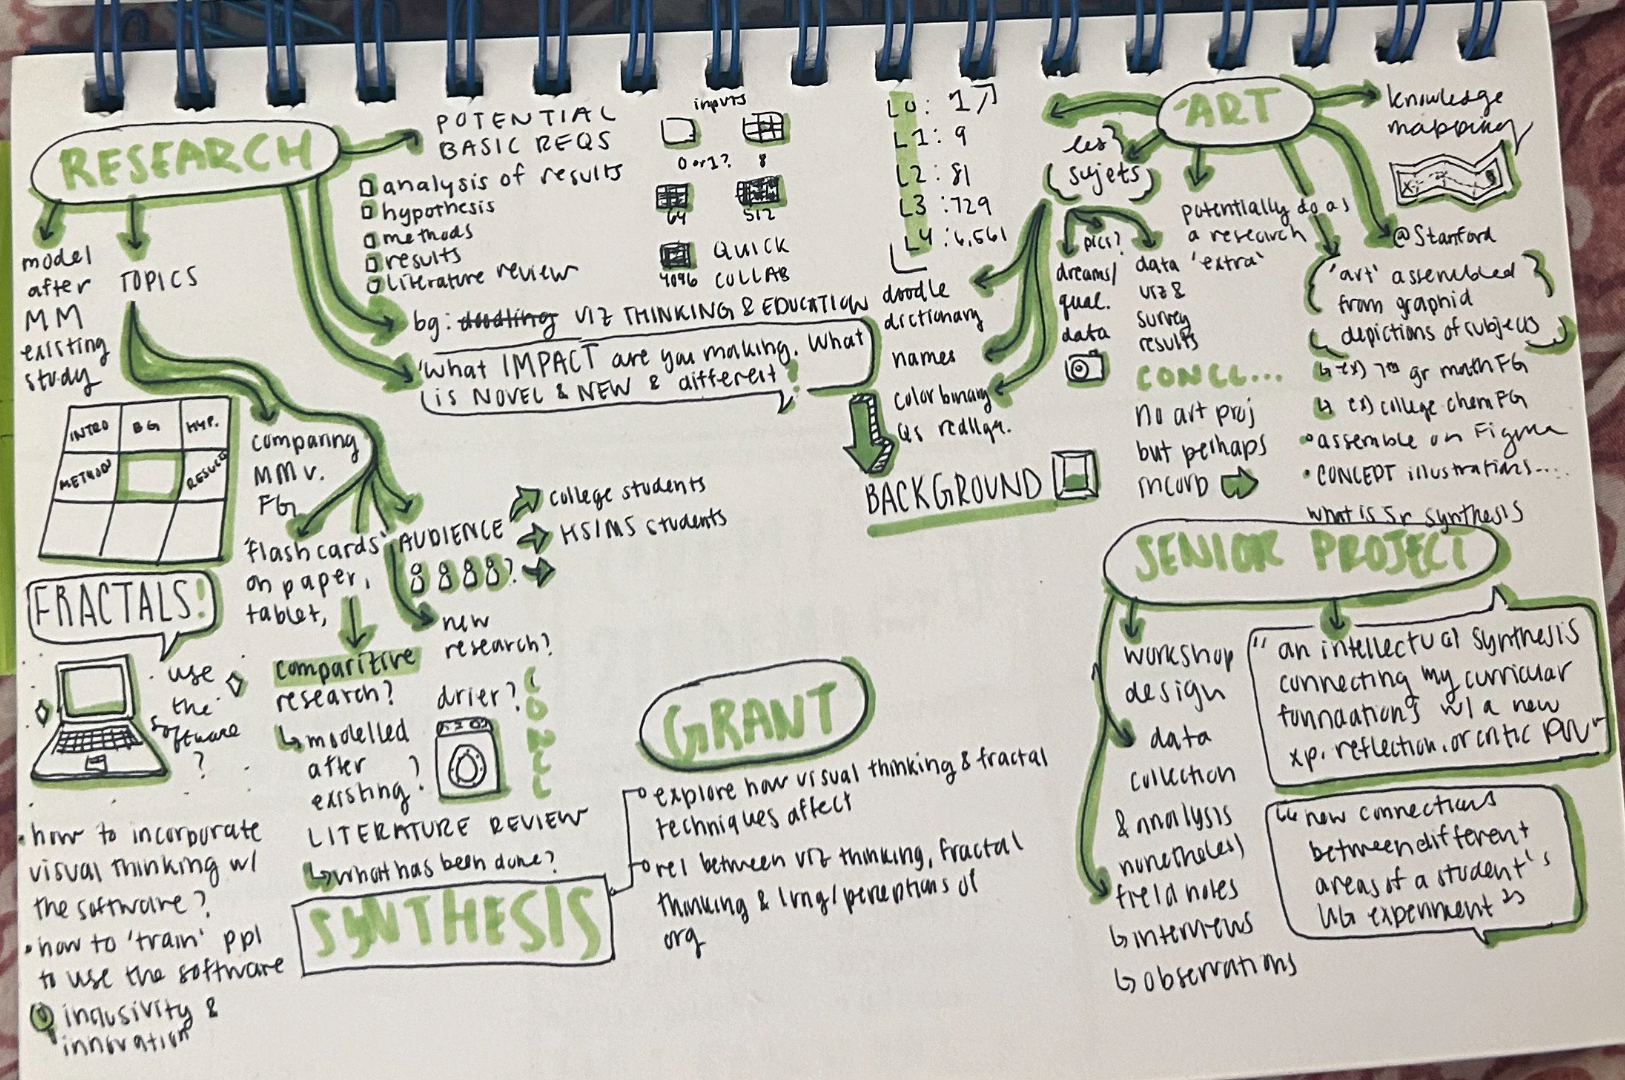 RESEARCH
model
after
MM
existing
study
TOPICS
POTENTIAL
BASIC REQS
analysis of results
hypothesis
methods
results
literature review
inputs
0 or 1?
8
64
512
4096
QUICK
COLLAB
bg: doodling VIZ THINKING & EDUCATION
"What IMPACT are you making. What
is NOVEL & NEW & different?
INTRO
BG
HYP.
METHODS
RESULTS
comparing
MM v.
FG
'flash cards'
on paper,
tablet,
AUDIENCE
college students
HS/MS students
?
new
research?
comparitive
research?
modelled
after
existing?
drier?
FRACTALS!
use
the
software
?
• how to incorporate
visual thinking w/
the software?
• how to 'train' ppl
to use the software
inclusivity &
innovation
LITERATURE REVIEW
what has been done?
SYNTHESIS
GRANT
explore how visual thinking & fractal
techniques affect
rel between viz thinking, fractal
thinking & lrng/perceptions of
org
L0: 1
L1: 9
L2: 81
L3: 729
L4: 6,561
doodle
dictionary
names
color binary
Qs
BACKGROUND
ART
les
sujets
pics?
dreams/
qual.
data
data
viz &
survey
results
potentially do as
a research
'extra'
CONCL...
no art proj
but perhaps
incorb
knowledge
mapping
@Stanford
'art' assembled
from graphid
depictions of subjects
ex) 7th gr math FG
ex) college chem FG
• assemble on Figma
• CONCEPT illustrations....
what is sr synthesis
SENIOR PROJECT
workshop
design
data
collection
& analysis
nonetheless
field notes
interviews
observations
"an intellectual synthesis
connecting my curricular
foundations w/ a new
xp, reflection, or critic
"new connections
between different
areas of a student's
UG experiment"